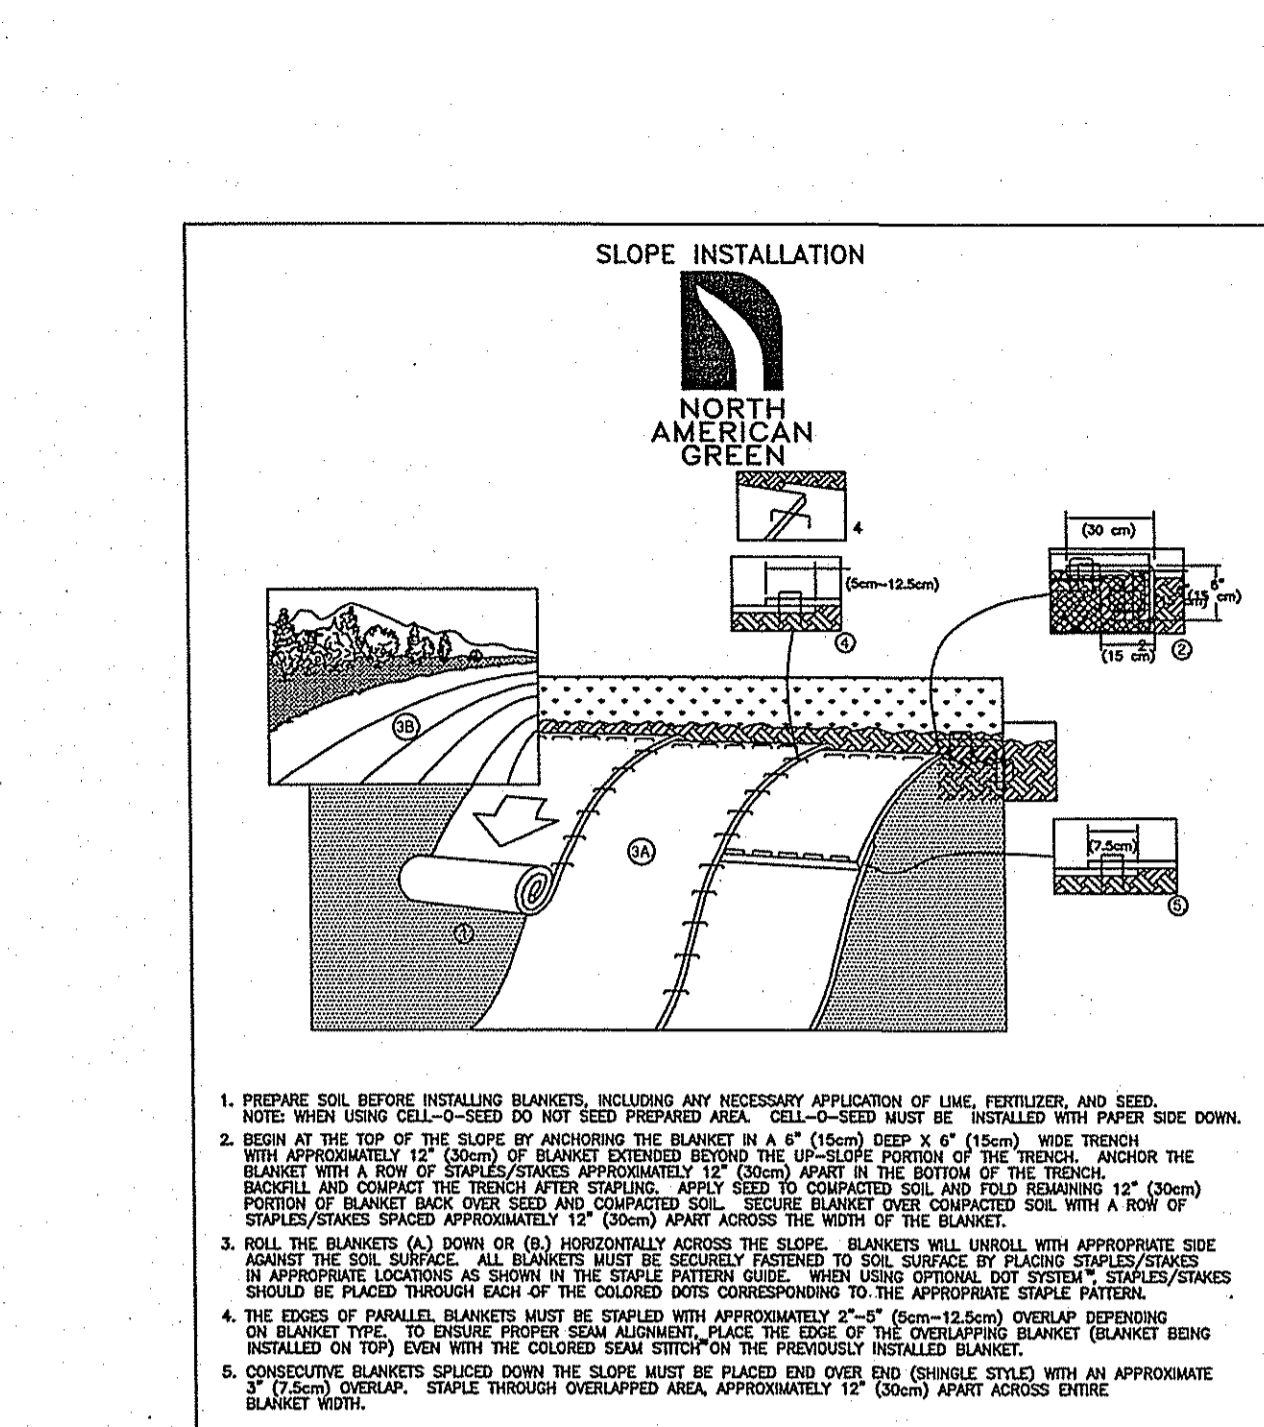 SLOPE INSTALLATION
NORTH
AMERICAN
GREEN
4
(30 cm)
(5cm-12.5cm)
6"
(15 cm)
4
2"
(15 cm)
2
3B
(7.5cm)
3A
5
1
1. PREPARE SOIL BEFORE INSTALLING BLANKETS, INCLUDING ANY NECESSARY APPLICATION OF LIME, FERTILIZER, AND SEED.
NOTE: WHEN USING CELL-O-SEED DO NOT SEED PREPARED AREA. CELL-O-SEED MUST BE INSTALLED WITH PAPER SIDE DOWN.
2. BEGIN AT THE TOP OF THE SLOPE BY ANCHORING THE BLANKET IN A 6" (15cm) DEEP X 6" (15cm) WIDE TRENCH
WITH APPROXIMATELY 12" (30cm) OF BLANKET EXTENDED BEYOND THE UP-SLOPE PORTION OF THE TRENCH. ANCHOR THE
BLANKET WITH A ROW OF STAPLES/STAKES APPROXIMATELY 12" (30cm) APART IN THE BOTTOM OF THE TRENCH.
BACKFILL AND COMPACT THE TRENCH AFTER STAPLING. APPLY SEED TO COMPACTED SOIL AND FOLD REMAINING 12" (30cm)
PORTION OF BLANKET BACK OVER SEED AND COMPACTED SOIL. SECURE BLANKET OVER COMPACTED SOIL WITH A ROW OF
STAPLES/STAKES SPACED APPROXIMATELY 12" (30cm) APART ACROSS THE WIDTH OF THE BLANKET.
3. ROLL THE BLANKETS (A.) DOWN OR (B.) HORIZONTALLY ACROSS THE SLOPE. BLANKETS WILL UNROLL WITH APPROPRIATE SIDE
AGAINST THE SOIL SURFACE. ALL BLANKETS MUST BE SECURELY FASTENED TO SOIL SURFACE BY PLACING STAPLES/STAKES
IN APPROPRIATE LOCATIONS AS SHOWN IN THE STAPLE PATTERN GUIDE. WHEN USING OPTIONAL DOT SYSTEM™, STAPLES/STAKES
SHOULD BE PLACED THROUGH EACH OF THE COLORED DOTS CORRESPONDING TO THE APPROPRIATE STAPLE PATTERN.
4. THE EDGES OF PARALLEL BLANKETS MUST BE STAPLED WITH APPROXIMATELY 2"-5" (5cm-12.5cm) OVERLAP DEPENDING
ON BLANKET TYPE. TO ENSURE PROPER SEAM ALIGNMENT, PLACE THE EDGE OF THE OVERLAPPING BLANKET (BLANKET BEING
INSTALLED ON TOP) EVEN WITH THE COLORED SEAM STITCH™ ON THE PREVIOUSLY INSTALLED BLANKET.
5. CONSECUTIVE BLANKETS SPLICED DOWN THE SLOPE MUST BE PLACED END OVER END (SHINGLE STYLE) WITH AN APPROXIMATE
3" (7.5cm) OVERLAP. STAPLE THROUGH OVERLAPPED AREA, APPROXIMATELY 12" (30cm) APART ACROSS ENTIRE
BLANKET WIDTH.